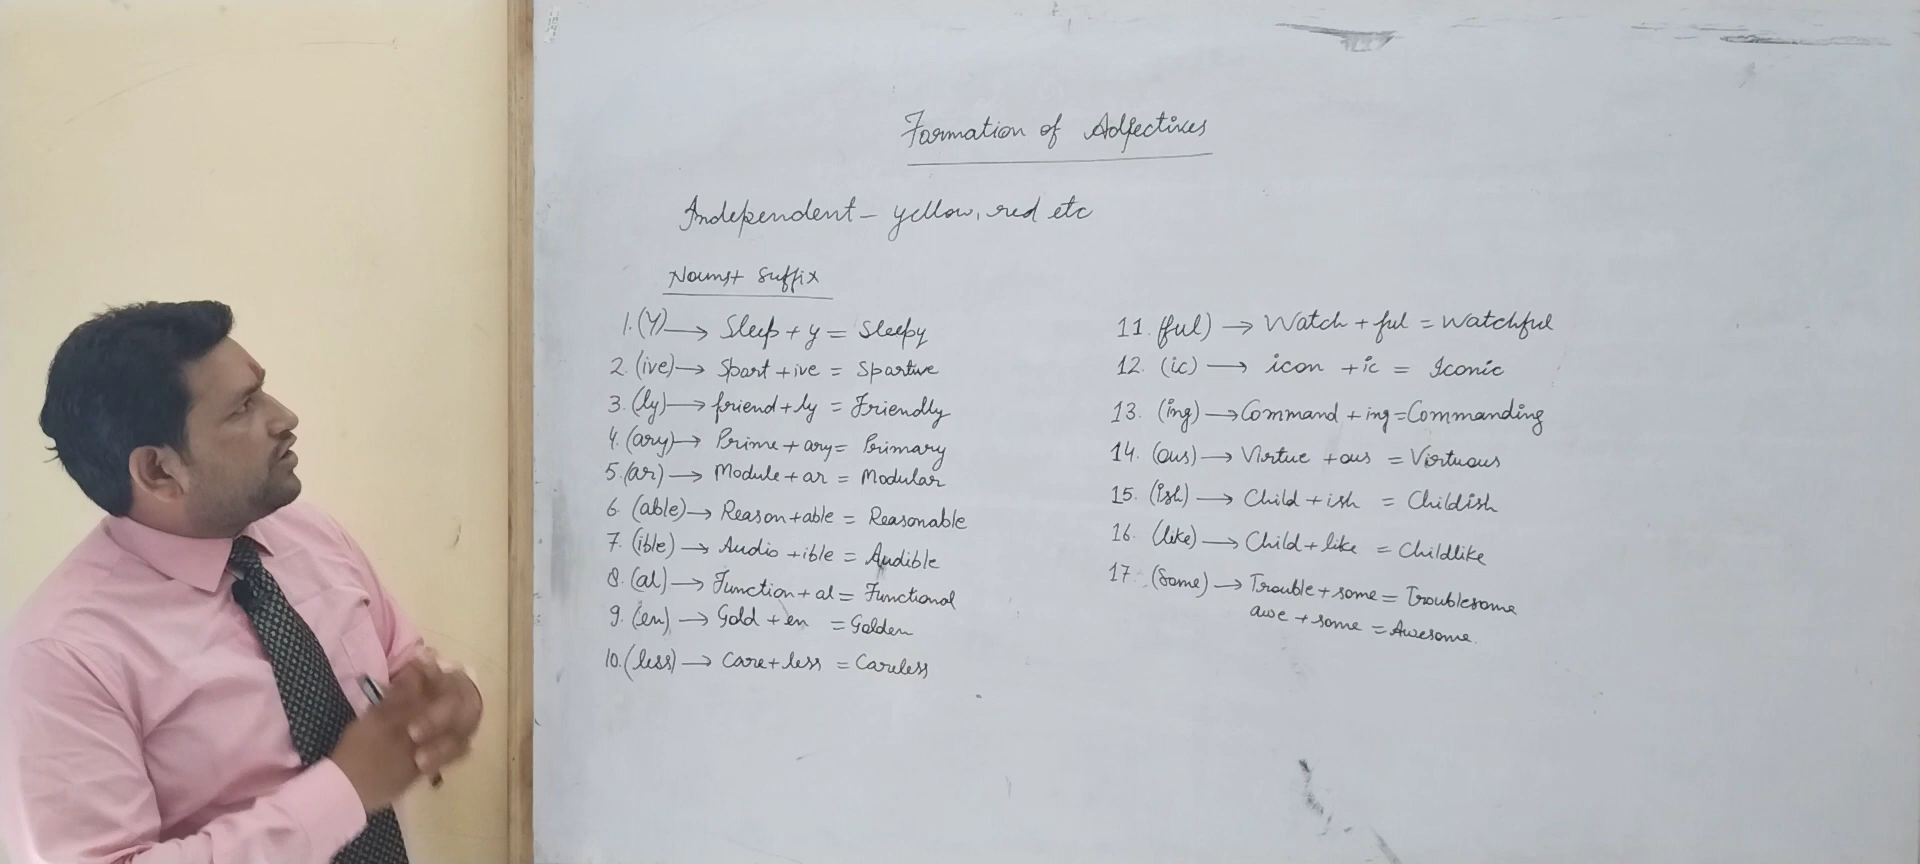 Formation of Adjectives
Independent - yellow, red etc
Nouns+ Suffix
1. (Y) → Sleep + y = Sleepy
2. (ive) → Sport + ive = Sportive
3. (ly) → friend + ly = Friendly
4. (ary) → Prime + ary = Primary
5. (ar) → Module + ar = Modular
6. (able) → Reason + able = Reasonable
7. (ible) → Audio + ible = Audible
8. (al) → Function + al = Functional
9. (en) → Gold + en = Golden
10. (less) → Care + less = Careless
11. (ful) → Watch + ful = Watchful
12. (ic) → icon + ic = Iconic
13. (ing) → Command + ing = Commanding
14. (ous) → Virtue + ous = Virtuous
15. (ish) → Child + ish = Childish
16. (like) → Child + like = Childlike
17. (Some) → Trouble + some = Troublesome
awe + some = Awesome.